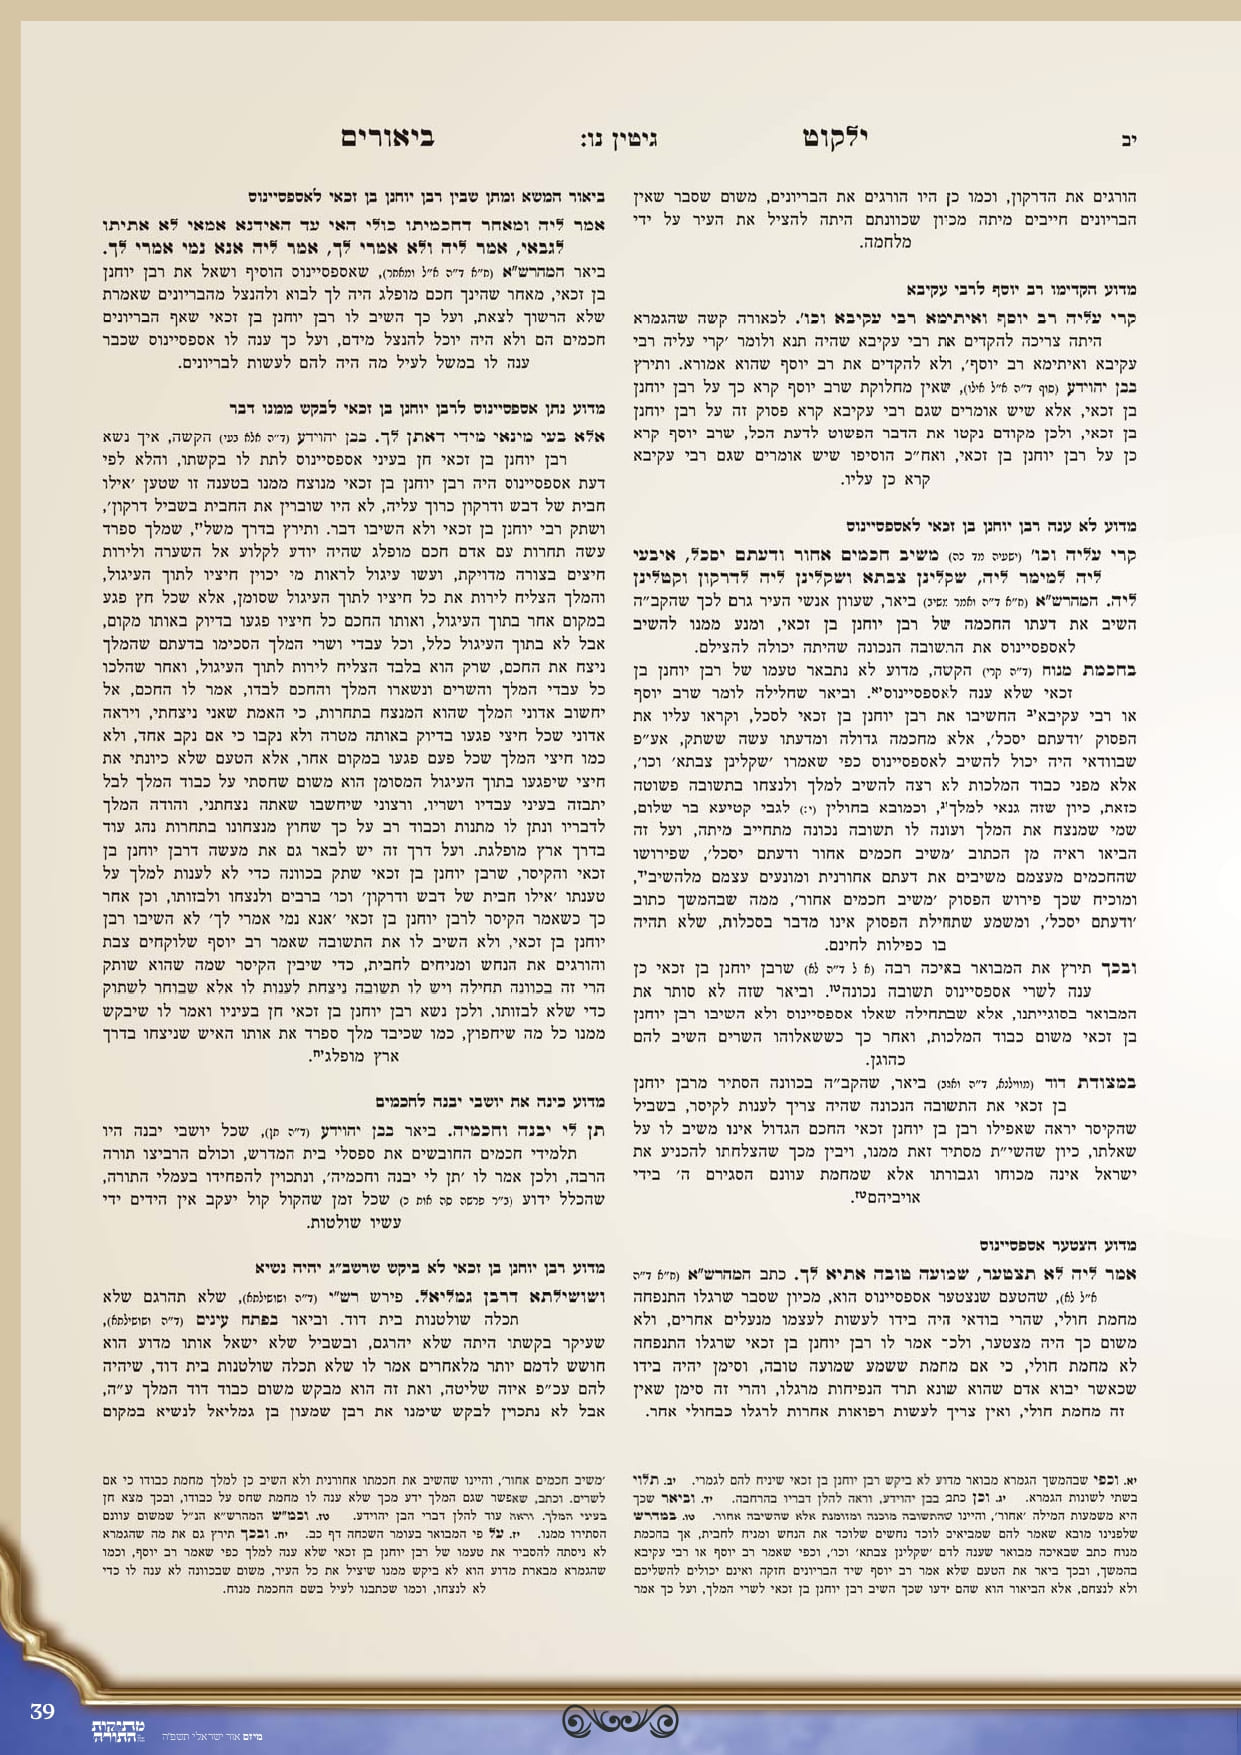 יב
ילקוט
גיטין נו:
ביאורים
הורגים את הדרקון, וכמו כן היו הורגים את הבריונים, משום שסבר שאין
הבריונים חייבים מיתה מכיון שכוונתם היתה להציל את העיר על ידי
מלחמה.
מדוע הקדימו רב יוסף לרבי עקיבא
קרי עליה רב יוסף ואיתימא רבי עקיבא וכו׳. לכאורה קשה שהגמרא
היתה צריכה להקדים את רבי עקיבא שהיה תנא ולומר ׳קרי עליה רבי
עקיבא ואיתימא רב יוסף׳, ולא להקדים את רב יוסף שהוא אמורא. ותירץ
בבן יהוידע (סוף ד״ה א״ל אילו), שאין מחלוקת שרב יוסף קרא כך על רבן יוחנן
בן זכאי, אלא שיש אומרים שגם רבי עקיבא קרא פסוק זה על רבן יוחנן
בן זכאי, ולכן מקודם נקטו את הדבר הפשוט לדעת הכל, שרב יוסף קרא
כן על רבן יוחנן בן זכאי, ואח״כ הוסיפו שיש אומרים שגם רבי עקיבא
קרא כן עליו.
מדוע לא ענה רבן יוחנן בן זכאי לאספסיינוס
קרי עליה וכו׳ (ישעיה מד כה) משיב חכמים אחור ודעתם יסכל, איבעי
ליה למימר ליה, שקלינן צבתא ושקלינן ליה לדרקון וקטלינן
ליה. המהרש״א (ח״א ד״ה ואמר משיב) ביאר, שעוון אנשי העיר גרם לכך שהקב״ה
השיב את דעתו החכמה של רבן יוחנן בן זכאי, ומנע ממנו להשיב
לאספסיינוס את התשובה הנכונה שהיתה יכולה להצילם.
בחכמת מנוח (ד״ה קרי) הקשה, מדוע לא נתבאר טעמו של רבן יוחנן בן
זכאי שלא ענה לאספסיינוסיא. וביאר שחלילה לומר שרב יוסף
או רבי עקיבאיב החשיבו את רבן יוחנן בן זכאי לסכל, וקראו עליו את
הפסוק ׳ודעתם יסכל׳, אלא מחכמה גדולה ומדעתו עשה ששתק, אע״פ
שבוודאי היה יכול להשיב לאספסיינוס כפי שאמרו ׳שקלינן צבתא׳ וכו׳,
אלא מפני כבוד המלכות לא רצה להשיב למלך ולנצחו בתשובה פשוטה
כזאת, כיון שזה גנאי למלךיג, וכמובא בחולין לגבי קטיעא בר שלום,
שמי שמנצח את המלך ועונה לו תשובה נכונה מתחייב מיתה, ועל זה
הביאו ראיה מן הכתוב ׳משיב חכמים אחור ודעתם יסכל׳, שפירושו
שהחכמים מעצמם משיבים את דעתם אחורנית ומונעים עצמם מלהשיביד,
ומוכיח שכך פירוש הפסוק ׳משיב חכמים אחור׳, ממה שבהמשך כתוב
׳ודעתם יסכל׳, ומשמע שתחילת הפסוק אינו מדבר בסכלות, שלא תהיה
בו כפילות לחינם.
ובכך תירץ את המבואר באיכה רבה (א ל ד״ה לא) שרבן יוחנן בן זכאי כן
ענה לשרי אספסיינוס תשובה נכונהטו. וביאר שזה לא סותר את
המבואר בסוגייתנו, אלא שבתחילה שאלו אספסיינוס ולא השיבו רבן יוחנן
בן זכאי משום כבוד המלכות, ואחר כך כששאלוהו השרים השיב להם
כהוגן.
במצודת דוד (מווילנא, ד״ה ואגב) ביאר, שהקב״ה בכוונה הסתיר מרבן יוחנן
בן זכאי את התשובה הנכונה שהיה צריך לענות לקיסר, בשביל
שהקיסר יראה שאפילו רבן בן יוחנן זכאי החכם הגדול אינו משיב לו על
שאלתו, כיון שהשי״ת מסתיר זאת ממנו, ויבין מכך שהצלחתו להכניע את
ישראל אינה מכוחו וגבורתו אלא שמחמת עוונם הסגירם ה׳ בידי
אויביהםטז.
מדוע הצטער אספסיינוס
אמר ליה לא תצטער, שמועה טובה אתיא לך. כתב המהרש״א (ח״א ד״ה
א״ל לא), שהטעם שנצטער אספסיינוס הוא, מכיון שסבר שרגלו התנפחה
מחמת חולי, שהרי בודאי היה בידו לעשות לעצמו מנעלים אחרים, ולא
משום כך היה מצטער, ולכך אמר לו רבן יוחנן בן זכאי שרגלו התנפחה
לא מחמת חולי, כי אם מחמת ששמע שמועה טובה, וסימן יהיה בידו
שכאשר יבוא אדם שהוא שונא תרד הנפיחות מרגלו, והרי זה סימן שאין
זה מחמת חולי, ואין צריך לעשות רפואות אחרות לרגלו כבחולי אחר.
ביאור המשא ומתן שבין רבן יוחנן בן זכאי לאספסיינוס
אמר ליה ומאחר דחכמיתו כולי האי עד האידנא אמאי לא אתיתו
לגבאי, אמר ליה ולא אמרי לך, אמר ליה אנא נמי אמרי לך.
ביאר המהרש״א (ח״א ד״ה א״ל ומאחר), שאספסיינוס הוסיף ושאל את רבן יוחנן
בן זכאי, מאחר שהינך חכם מופלג היה לך לבוא ולהנצל מהבריונים שאמרת
שלא הרשוך לצאת, ועל כך השיב לו רבן יוחנן בן זכאי שאף הבריונים
חכמים הם ולא היה יוכל להנצל מידם, ועל כך ענה לו אספסיינוס שכבר
ענה לו במשל לעיל מה היה להם לעשות לבריונים.
מדוע נתן אספסיינוס לרבן יוחנן בן זכאי לבקש ממנו דבר
אלא בעי מינאי מידי דאתן לך. בבן יהוידע (ד״ה אלא בעי) הקשה, איך נשא
רבן יוחנן בן זכאי חן בעיני אספסיינוס לתת לו בקשתו, והלא לפי
דעת אספסיינוס היה רבן יוחנן בן זכאי מנוצח ממנו בטענה זו שטען ׳אילו
חבית של דבש ודרקון כרוך עליה, לא היו שוברין את החבית בשביל דרקון׳,
ושתק רבי יוחנן בן זכאי ולא השיבו דבר. ותירץ בדרך משליז, שמלך ספרד
עשה תחרות עם אדם חכם מופלג שהיה יודע לקלוע אל השערה ולירות
חיצים בצורה מדויקת, ועשו עיגול לראות מי יכוין חיציו לתוך העיגול,
והמלך הצליח לירות את כל חיציו לתוך העיגול שסומן, אלא שכל חץ פגע
במקום אחר בתוך העיגול, ואותו החכם כל חיציו פגעו בדיוק באותו מקום,
אבל לא בתוך העיגול כלל, וכל עבדי ושרי המלך הסכימו בדעתם שהמלך
ניצח את החכם, שרק הוא בלבד הצליח לירות לתוך העיגול, ואחר שהלכו
כל עבדי המלך והשרים ונשארו המלך והחכם לבדו, אמר לו החכם, אל
יחשוב אדוני המלך שהוא המנצח בתחרות, כי האמת שאני ניצחתי, ויראה
אדוני שכל חיצי פגעו בדיוק באותה מטרה ולא נקבו כי אם נקב אחד, ולא
כמו חיצי המלך שכל פעם פגעו במקום אחר, אלא הטעם שלא כיונתי את
חיצי שיפגעו בתוך העיגול המסומן הוא משום שחסתי על כבוד המלך לבל
יתבזה בעיני עבדיו ושריו, ורצוני שיחשבו שאתה נצחתני, והודה המלך
לדבריו ונתן לו מתנות וכבוד רב על כך שחוץ מנצחונו בתחרות נהג עוד
בדרך ארץ מופלגת. ועל דרך זה יש לבאר גם את מעשה דרבן יוחנן בן
זכאי והקיסר, שרבן יוחנן בן זכאי שתק בכוונה כדי לא לענות למלך על
טענתו ׳אילו חבית של דבש ודרקון׳ וכו׳ ברבים ולנצחו ולבזותו, וכן אחר
כך כשאמר הקיסר לרבן יוחנן בן זכאי ׳אנא נמי אמרי לך׳ לא השיבו רבן
יוחנן בן זכאי, ולא השיב לו את התשובה שאמר רב יוסף שלוקחים צבת
והורגים את הנחש ומניחים לחבית, כדי שיבין הקיסר שמה שהוא שותק
הרי זה בכוונה תחילה ויש לו תשובה ניצחת לענות לו אלא שבוחר לשתוק
כדי שלא לבזותו. ולכן נשא רבן יוחנן בן זכאי חן בעיניו ואמר לו שיבקש
ממנו כל מה שיחפוץ, כמו שכיבד מלך ספרד את אותו האיש שניצחו בדרך
ארץ מופלגיח.
מדוע כינה את יושבי יבנה לחכמים
תן לי יבנה וחכמיה. ביאר בבן יהוידע (ד״ה תן), שכל יושבי יבנה היו
תלמידי חכמים החובשים את ספסלי בית המדרש, וכולם הרביצו תורה
הרבה, ולכן אמר לו ׳תן לי יבנה וחכמיה׳, ונתכוין להפחידו בעמלי התורה,
שהכלל ידוע (ב״ר פרשה סה אות כ) שכל זמן שהקול קול יעקב אין הידים ידי
עשיו שולטות.
מדוע רבן יוחנן בן זכאי לא ביקש שרשב״ג יהיה נשיא
ושושילתא דרבן גמליאל. פירש רש״י (ד״ה ושושילתא), שלא תהרגם שלא
תכלה שולטנות בית דוד. וביאר בפתח עינים (ד״ה ושושילתא),
שעיקר בקשתו היתה שלא יהרגם, ובשביל שלא ישאל אותו מדוע הוא
חושש לדמם יותר מלאחרים אמר לו שלא תכלה שולטנות בית דוד, שיהיה
להם עכ״פ איזה שליטה, ואת זה הוא מבקש משום כבוד דוד המלך ע״ה,
אבל לא נתכוין לבקש שימנו את רבן שמעון בן גמליאל לנשיא במקום
יא. וכפי שבהמשך הגמרא מבואר מדוע לא ביקש רבן יוחנן בן זכאי שיניח להם לגמרי. יב. תלוי
בשתי לשונות הגמרא. יג. וכן כתב בבן יהוידע, וראה להלן דבריו בהרחבה. יד. וביאר שכך
היא משמעות המילה ׳אחור׳, והיינו שהתשובה מוכנה ומזומנת אלא שהשיבה אחור. טו. במדרש
שלפנינו מובא שאמר להם שמביאים לוכד נחשים שלוכד את הנחש ומניח לחבית, אך בחכמת
מנוח כתב שבאיכה מבואר שענה להם ׳שקלינן צבתא׳ וכו׳, וכפי שאמר רב יוסף או רבי עקיבא
בהמשך, ובכך ביאר את הטעם שלא אמר רב יוסף שיד הבריונים חזקה ואינם יכולים להשליכם
ולא לנצחם, אלא הביאור הוא שהם ידעו שכך השיב רבן יוחנן בן זכאי לשרי המלך, ועל כך אמר
׳משיב חכמים אחור׳, והיינו שהשיב את חכמתו אחורנית ולא השיב כן למלך מחמת כבודו כי אם
לשרים. וכתב, שאפשר שגם המלך ידע מכך שלא ענה לו מחמת שחס על כבודו, ובכך מצא חן
בעיני המלך. וראה עוד להלן דברי הבן יהוידע. טז. ובמ״ש המהרש״א הנ״ל שמשום עוונם
הסתירו ממנו. יז. על פי המבואר בעומר השכחה דף כב. יח. ובכך תירץ גם את מה שהגמרא
לא ניסתה להסביר את טעמו של רבן יוחנן בן זכאי שלא ענה למלך כפי שאמר רב יוסף, וכמו
שהגמרא מבארת מדוע הוא לא ביקש ממנו שיציל את כל העיר, משום שבכוונה לא ענה לו כדי
לא לנצחו, וכמו שכתבנו לעיל בשם החכמת מנוח.
39
מתיקות
התורה
מיזם אור ישראלי תשפ״ה